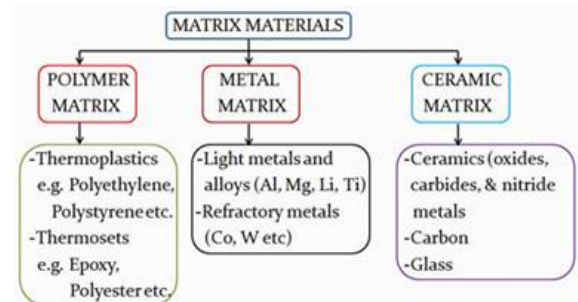 MATRIX MATERIALS
POLYMER
MATRIX
METAL
MATRIX
CERAMIC
MATRIX
-Thermoplastics
e.g. Polyethylene,
Polystyrene etc.
-Thermosets
e.g. Epoxy,
Polyester etc,
-Light metals and
alloys (Al, Mg, Li, Ti)
-Refractory metals
(Co, W etc)
-Ceramics (oxides,
carbides, & nitride
metals
-Carbon
-Glass